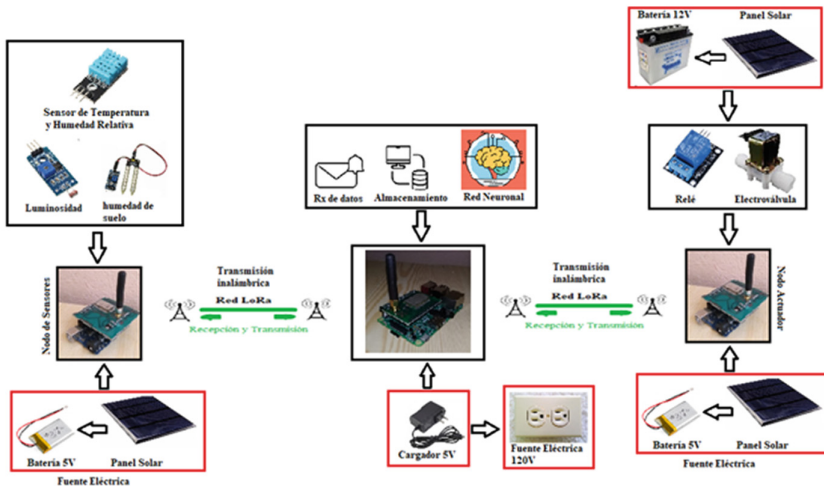 Batería 12V
Panel Solar
Sensor de Temperatura
y Humedad Relativa
Luminosidad
humedad de
suelo
Rx de datos
Almacenamiento
Red Neuronal
Relé
Electroválvula
Nodo de Sensores
Transmisión
inalámbrica
Red LoRa
Recepción y Transmisión
Transmisión
inalámbrica
Red LoRa
Recepción y Transmisión
Nodo Actuador
Batería 5V
Panel Solar
Fuente Eléctrica
Cargador 5V
Fuente Eléctrica
120V
Batería 5V
Panel Solar
Fuente Eléctrica